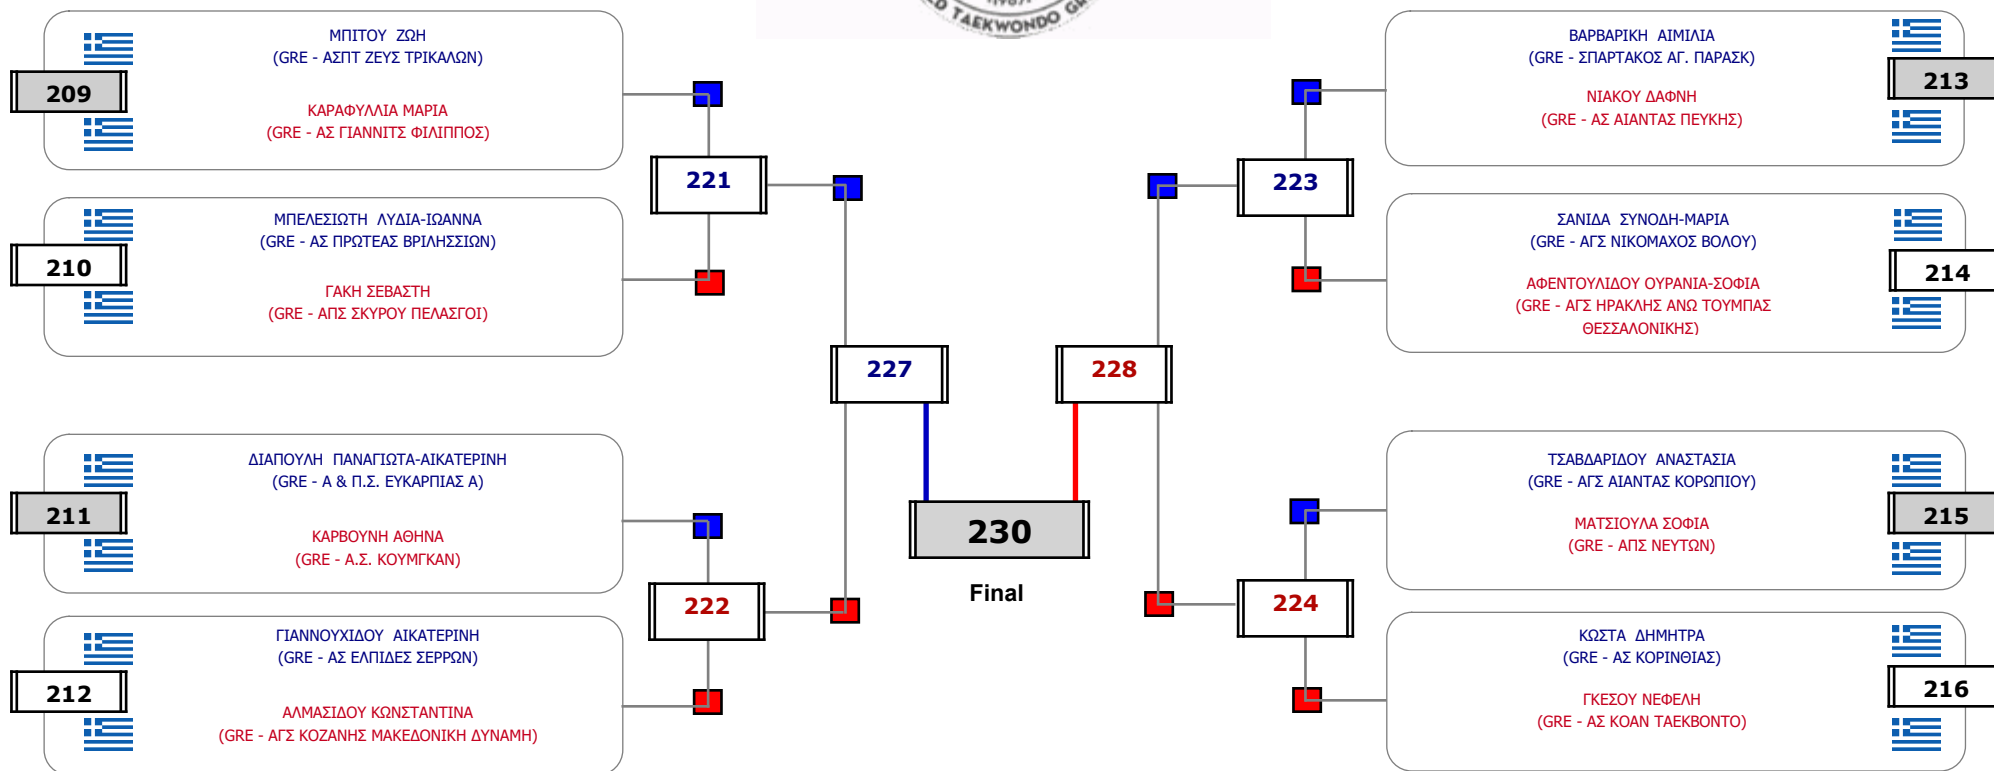 TAEKWONDO
ΜΠΙΤΟΥ ΖΩΗ
(GRE - ΑΣΠΤ ΖΕΥΣ ΤΡΙΚΑΛΩΝ)
209
ΚΑΡΑΦΥΛΛΙΑ ΜΑΡΙΑ
(GRE - ΑΣ ΓΙΑΝΝΙΤΣ ΦΙΛΙΠΠΟΣ)
221
ΜΠΕΛΕΣΙΩΤΗ ΛΥΔΙΑ-ΙΩΑΝΝΑ
(GRE - ΑΣ ΠΡΩΤΕΑΣ ΒΡΙΛΗΣΣΙΩΝ)
210
ΓΑΚΗ ΣΕΒΑΣΤΗ
(GRE - ΑΠΣ ΣΚΥΡΟΥ ΠΕΛΑΣΓΟΙ)
227
ΔΙΑΠΟΥΛΗ ΠΑΝΑΓΙΩΤΑ-ΑΙΚΑΤΕΡΙΝΗ
(GRE - Α & Π.Σ. ΕΥΚΑΡΠΙΑΣ Α)
211
ΚΑΡΒΟΥΝΗ ΑΘΗΝΑ
(GRE - Α.Σ. ΚΟΥΜΓΚΑΝ)
222
ΓΙΑΝΝΟΥΧΙΔΟΥ ΑΙΚΑΤΕΡΙΝΗ
(GRE - ΑΣ ΕΛΠΙΔΕΣ ΣΕΡΡΩΝ)
212
ΑΛΜΑΣΙΔΟΥ ΚΩΝΣΤΑΝΤΙΝΑ
(GRE - ΑΓΣ ΚΟΖΑΝΗΣ ΜΑΚΕΔΟΝΙΚΗ ΔΥΝΑΜΗ)
230
Final
ΒΑΡΒΑΡΙΚΗ ΑΙΜΙΛΙΑ
(GRE - ΣΠΑΡΤΑΚΟΣ ΑΓ. ΠΑΡΑΣΚ)
213
ΝΙΑΚΟΥ ΔΑΦΝΗ
(GRE - ΑΣ ΑΙΑΝΤΑΣ ΠΕΥΚΗΣ)
223
ΣΑΝΙΔΑ ΣΥΝΟΔΗ-ΜΑΡΙΑ
(GRE - ΑΓΣ ΝΙΚΟΜΑΧΟΣ ΒΟΛΟΥ)
214
ΑΦΕΝΤΟΥΛΙΔΟΥ ΟΥΡΑΝΙΑ-ΣΟΦΙΑ
(GRE - ΑΓΣ ΗΡΑΚΛΗΣ ΑΝΩ ΤΟΥΜΠΑΣ
ΘΕΣΣΑΛΟΝΙΚΗΣ)
228
ΤΣΑΒΔΑΡΙΔΟΥ ΑΝΑΣΤΑΣΙΑ
(GRE - ΑΓΣ ΑΙΑΝΤΑΣ ΚΟΡΩΠΙΟΥ)
215
ΜΑΤΣΙΟΥΛΑ ΣΟΦΙΑ
(GRE - ΑΠΣ ΝΕΥΤΩΝ)
224
ΚΩΣΤΑ ΔΗΜΗΤΡΑ
(GRE - ΑΣ ΚΟΡΙΝΘΙΑΣ)
216
ΓΚΕΣΟΥ ΝΕΦΕΛΗ
(GRE - ΑΣ ΚΟΑΝ ΤΑΕΚΒΟΝΤΟ)